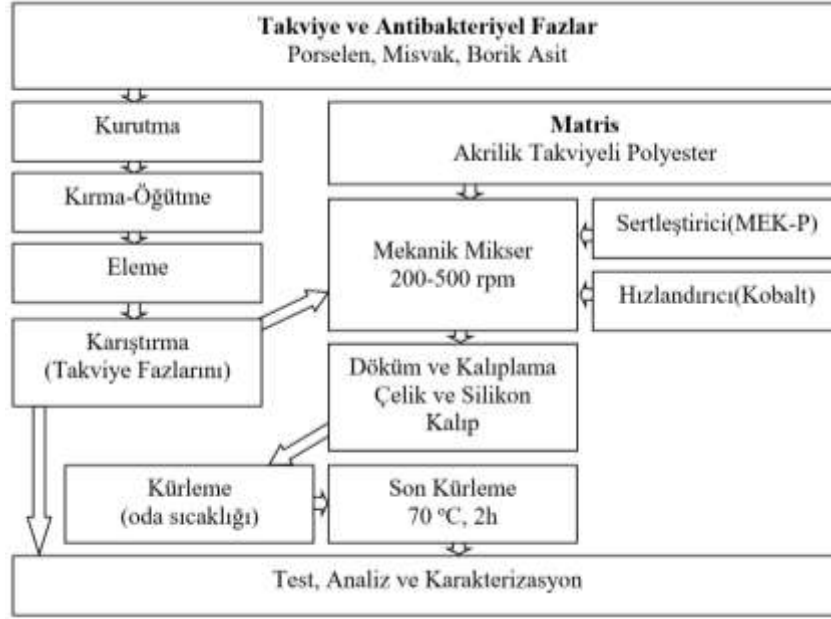 Takviye ve Antibakteriyel Fazlar
Porselen, Misvak, Borik Asit
Kurutma
Kırma-Öğütme
Eleme
Karıştırma
(Takviye Fazlarını)
Matris
Akrilik Takviyeli Polyester
Mekanik Mikser
200-500 rpm
Sertleştirici(MEK-P)
Hızlandırıcı(Kobalt)
Döküm ve Kalıplama
Çelik ve Silikon
Kalıp
Kürleme
(oda sıcaklığı)
Son Kürleme
70 ºC, 2h
Test, Analiz ve Karakterizasyon